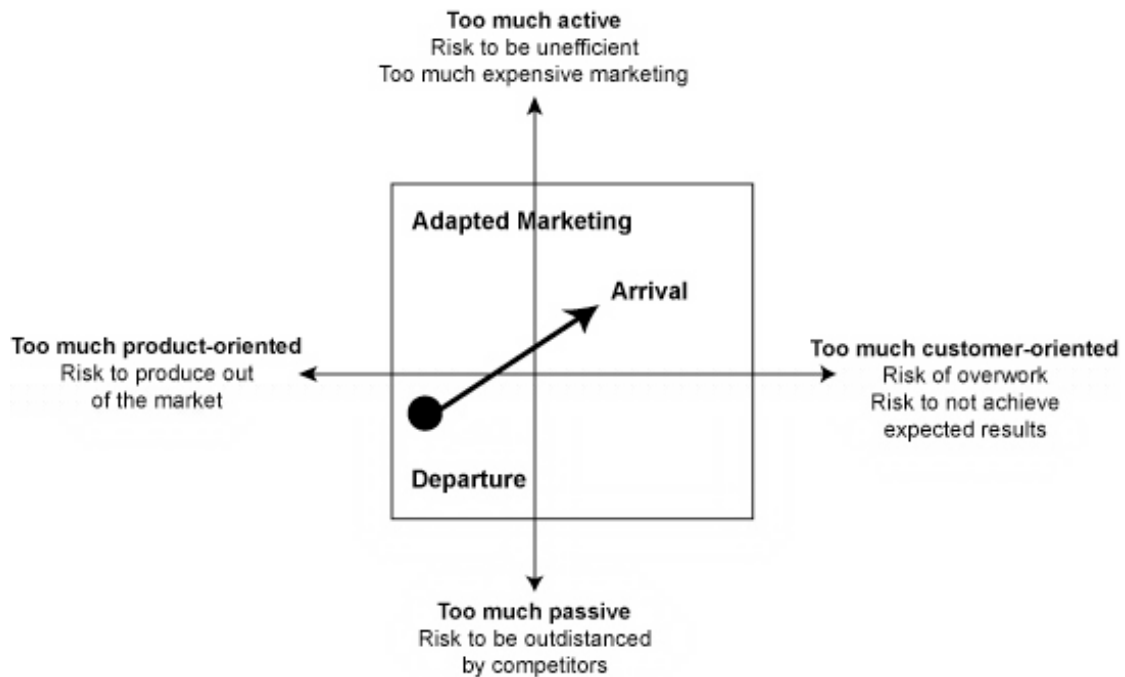 Too much active
Risk to be unefficient
Too much expensive marketing
Adapted Marketing
Arrival
Too much product-oriented
Risk to produce out
of the market
Too much customer-oriented
Risk of overwork
Risk to not achieve
expected results
Departure
Too much passive
Risk to be outdistanced
by competitors